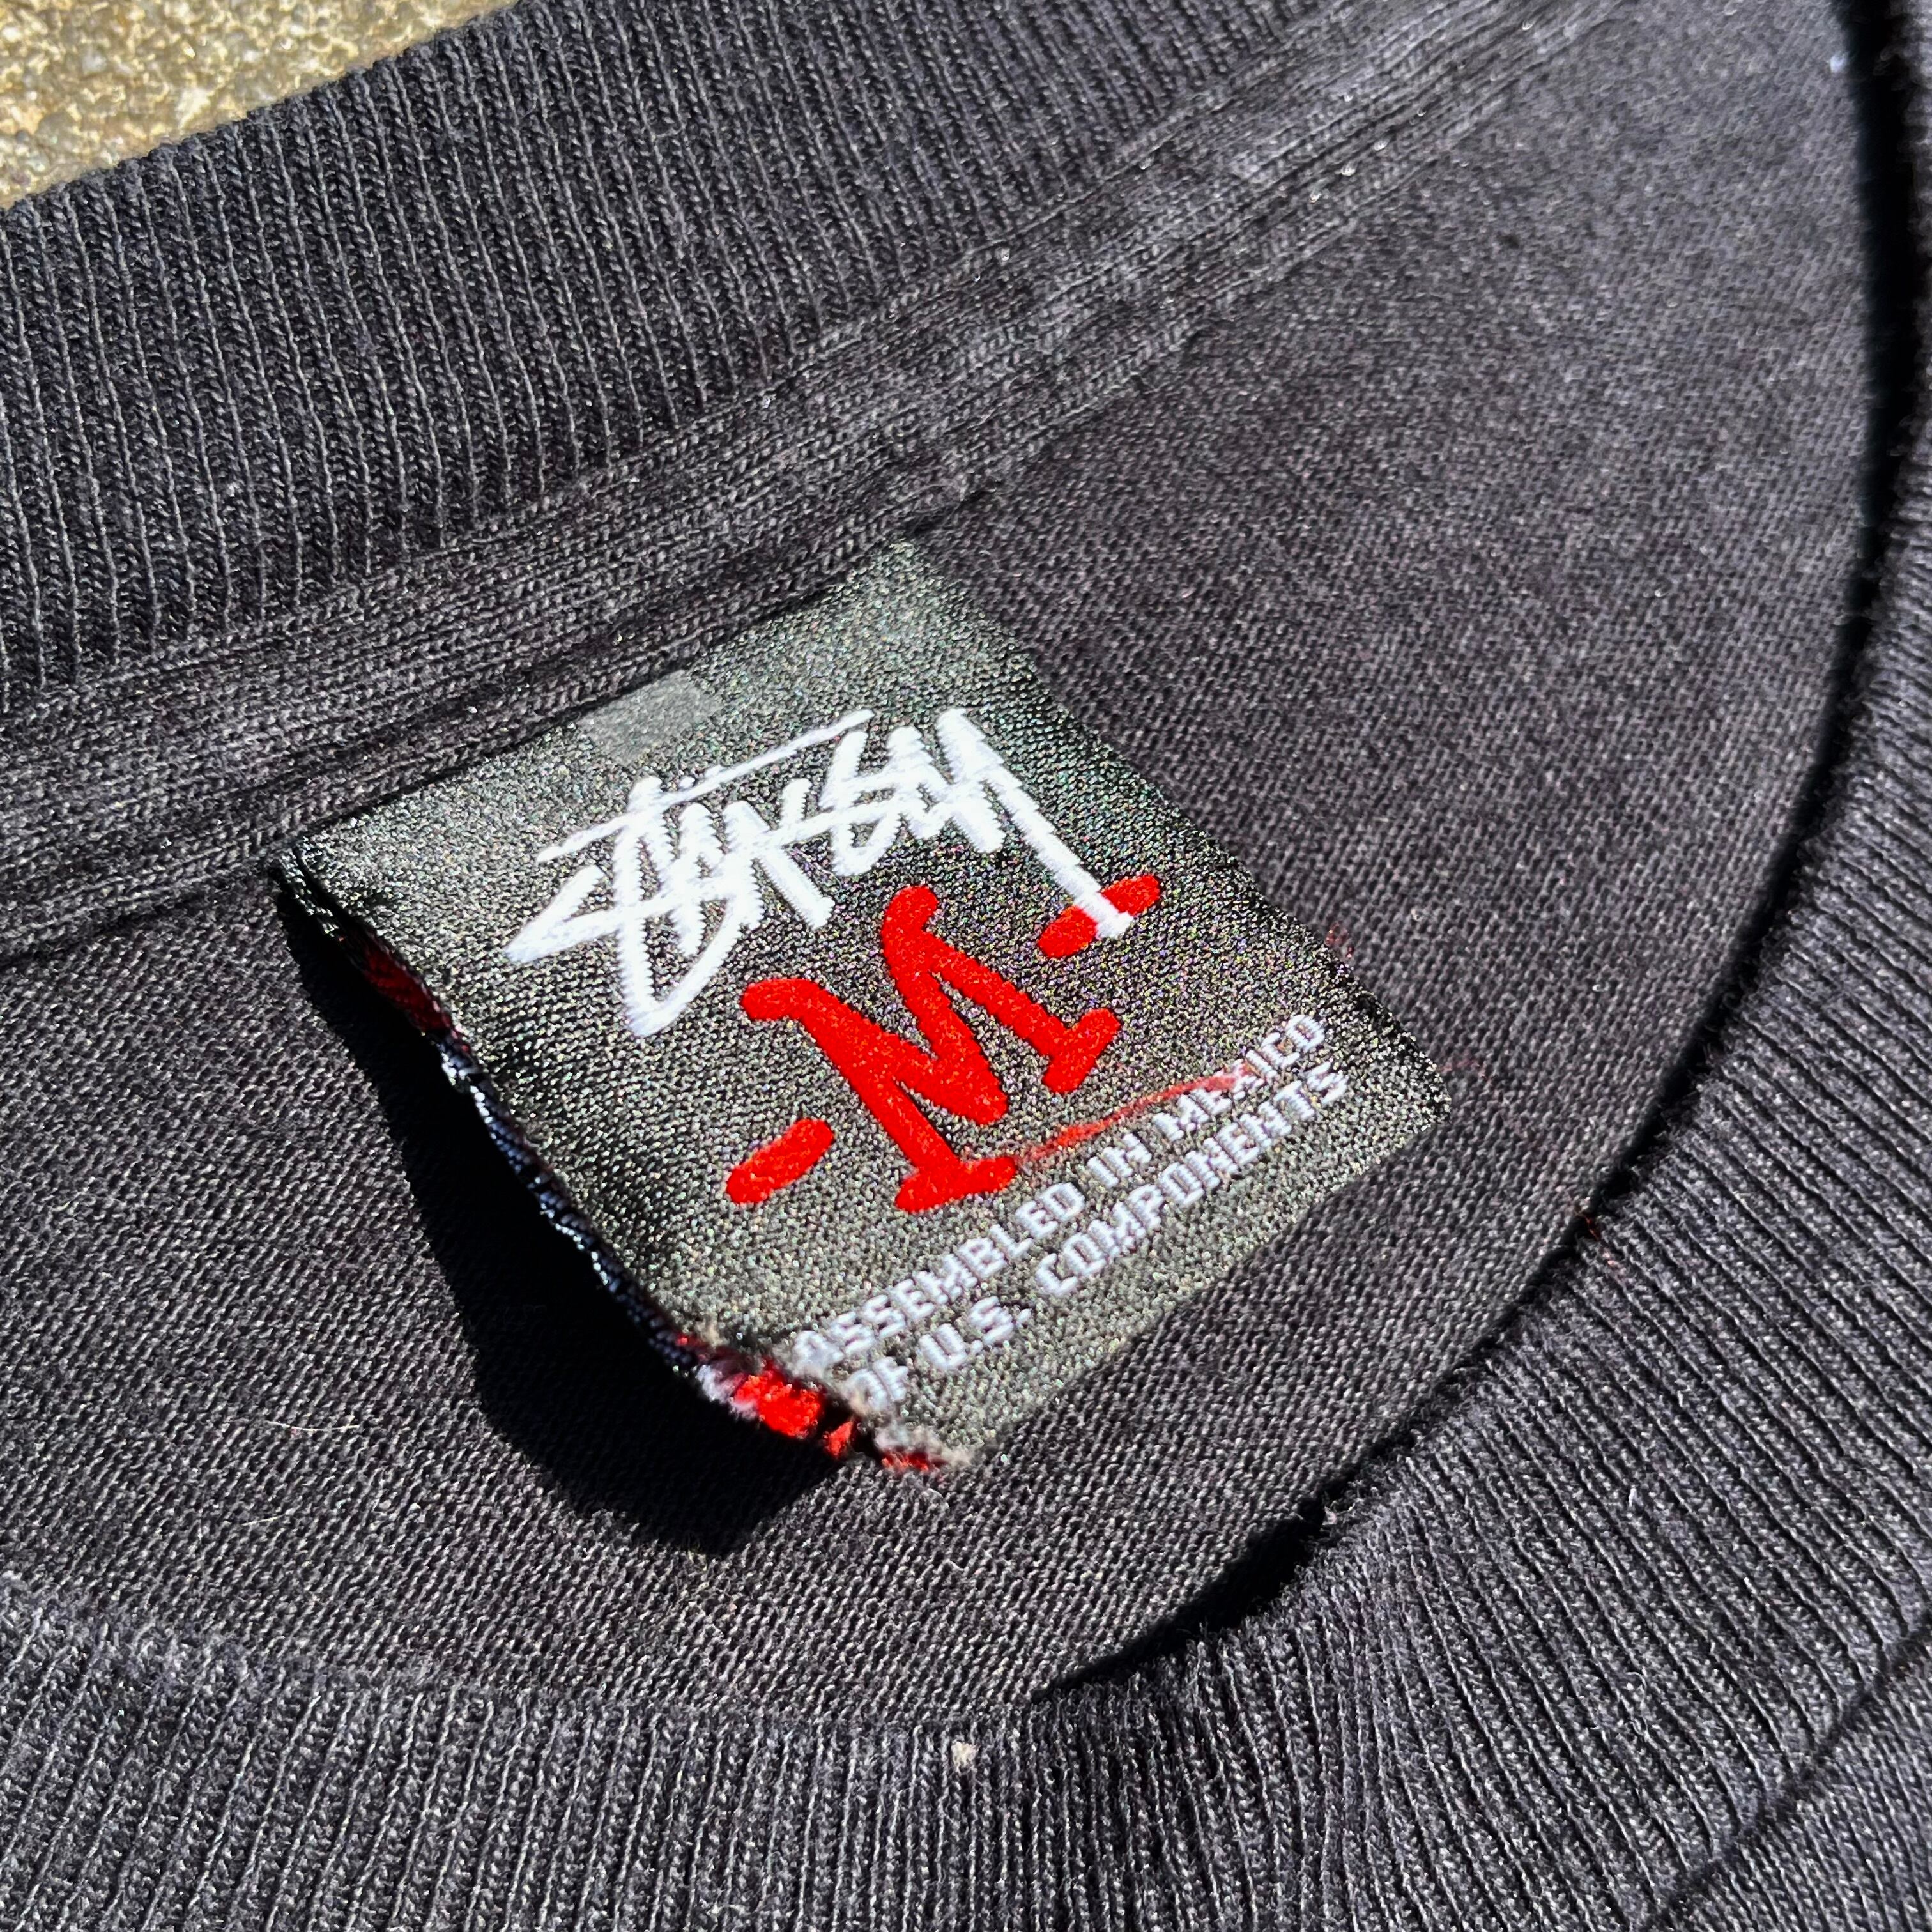 Stüssy
-M-
ASSEMBLED IN MEXICO
OF U.S. COMPONENTS